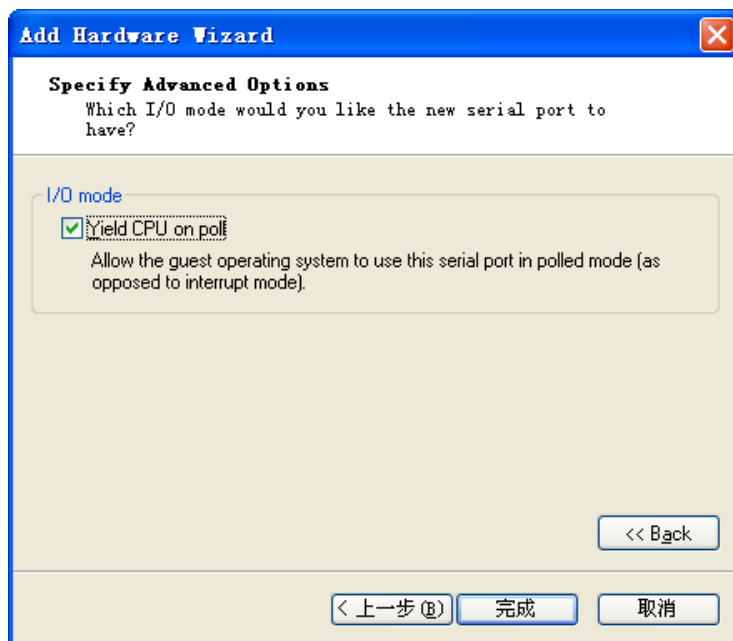 Add Hardware Wizard
Specify Advanced Options
Which I/O mode would you like the new serial port to
have?
I/O mode
Yield CPU on poll
Allow the guest operating system to use this serial port in polled mode (as
opposed to interrupt mode).
<< Back
< 上一步(B)
完成
取消